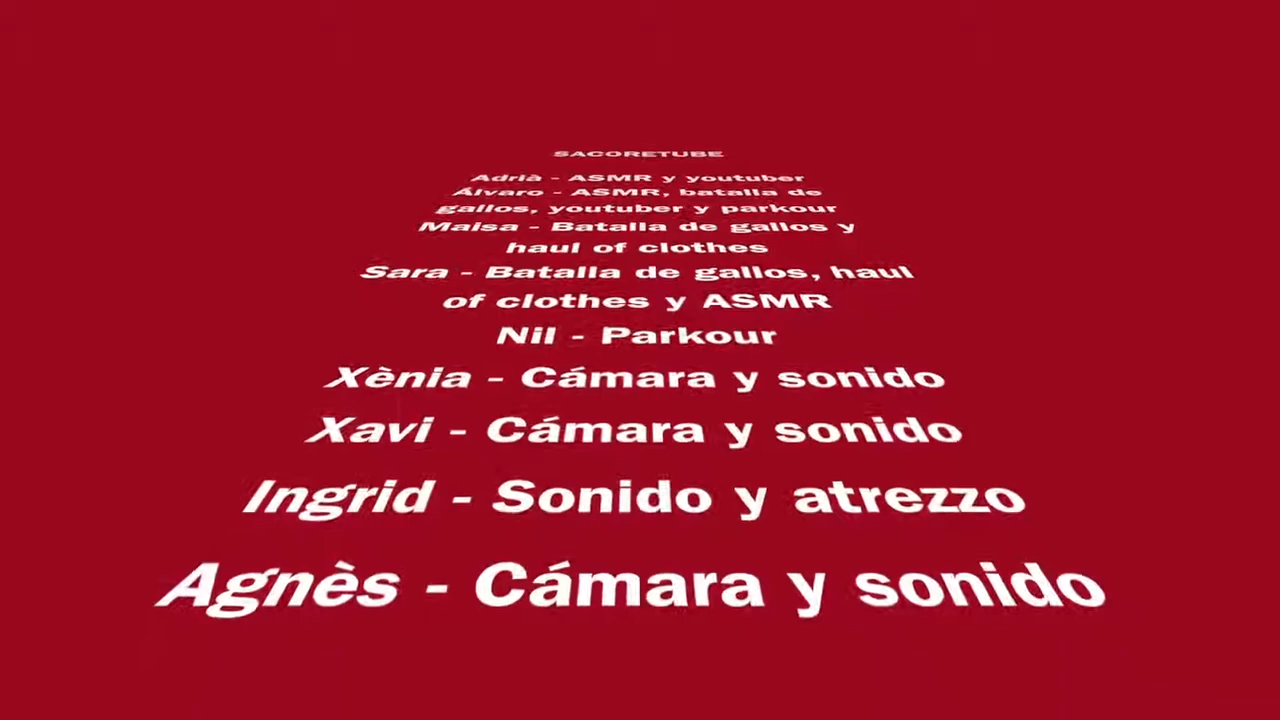 SACORETUBE
Adrià - ASMR y youtuber
Álvaro - ASMR, batalla de
gallos, youtuber y parkour
Maisa - Batalla de gallos y
haul of clothes
Sara - Batalla de gallos, haul
of clothes y ASMR
Nil - Parkour
Xènia - Cámara y sonido
Xavi - Cámara y sonido
Ingrid - Sonido y atrezzo
Agnès - Cámara y sonido